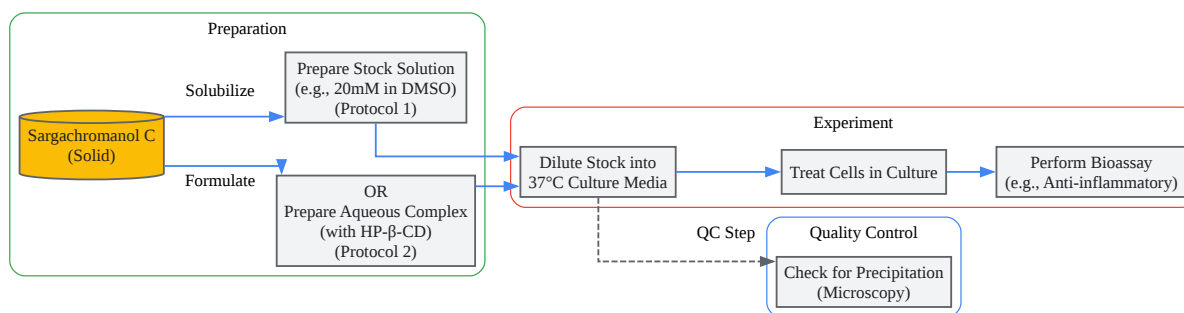 Preparation
Solubilize
Prepare Stock Solution
(e.g., 20mM in DMSO)
(Protocol 1)
Sargachromanol C
(Solid)
Formulate
OR
Prepare Aqueous Complex
(with HP-β-CD)
(Protocol 2)
Experiment
Dilute Stock into
37°C Culture Media
Treat Cells in Culture
Perform Bioassay
(e.g., Anti-inflammatory)
QC Step
Quality Control
Check for Precipitation
(Microscopy)